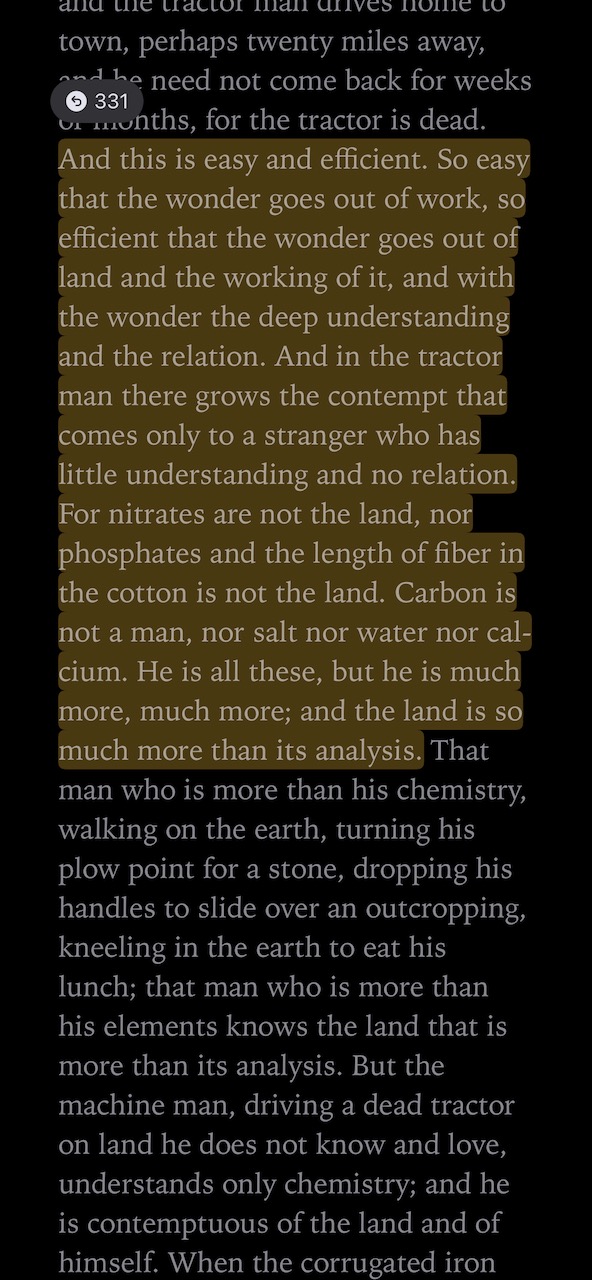 and the tractor man drives home to
town, perhaps twenty miles away,
and he need not come back for weeks
331
or months, for the tractor is dead.
And this is easy and efficient. So easy
that the wonder goes out of work, so
efficient that the wonder goes out of
land and the working of it, and with
the wonder the deep understanding
and the relation. And in the tractor
man there grows the contempt that
comes only to a stranger who has
little understanding and no relation.
For nitrates are not the land, nor
phosphates and the length of fiber in
the cotton is not the land. Carbon is
not a man, nor salt nor water nor cal-
cium. He is all these, but he is much
more, much more; and the land is so
much more than its analysis. That
man who is more than his chemistry,
walking on the earth, turning his
plow point for a stone, dropping his
handles to slide over an outcropping,
kneeling in the earth to eat his
lunch; that man who is more than
his elements knows the land that is
more than its analysis. But the
machine man, driving a dead tractor
on land he does not know and love,
understands only chemistry; and he
is contemptuous of the land and of
himself. When the corrugated iron